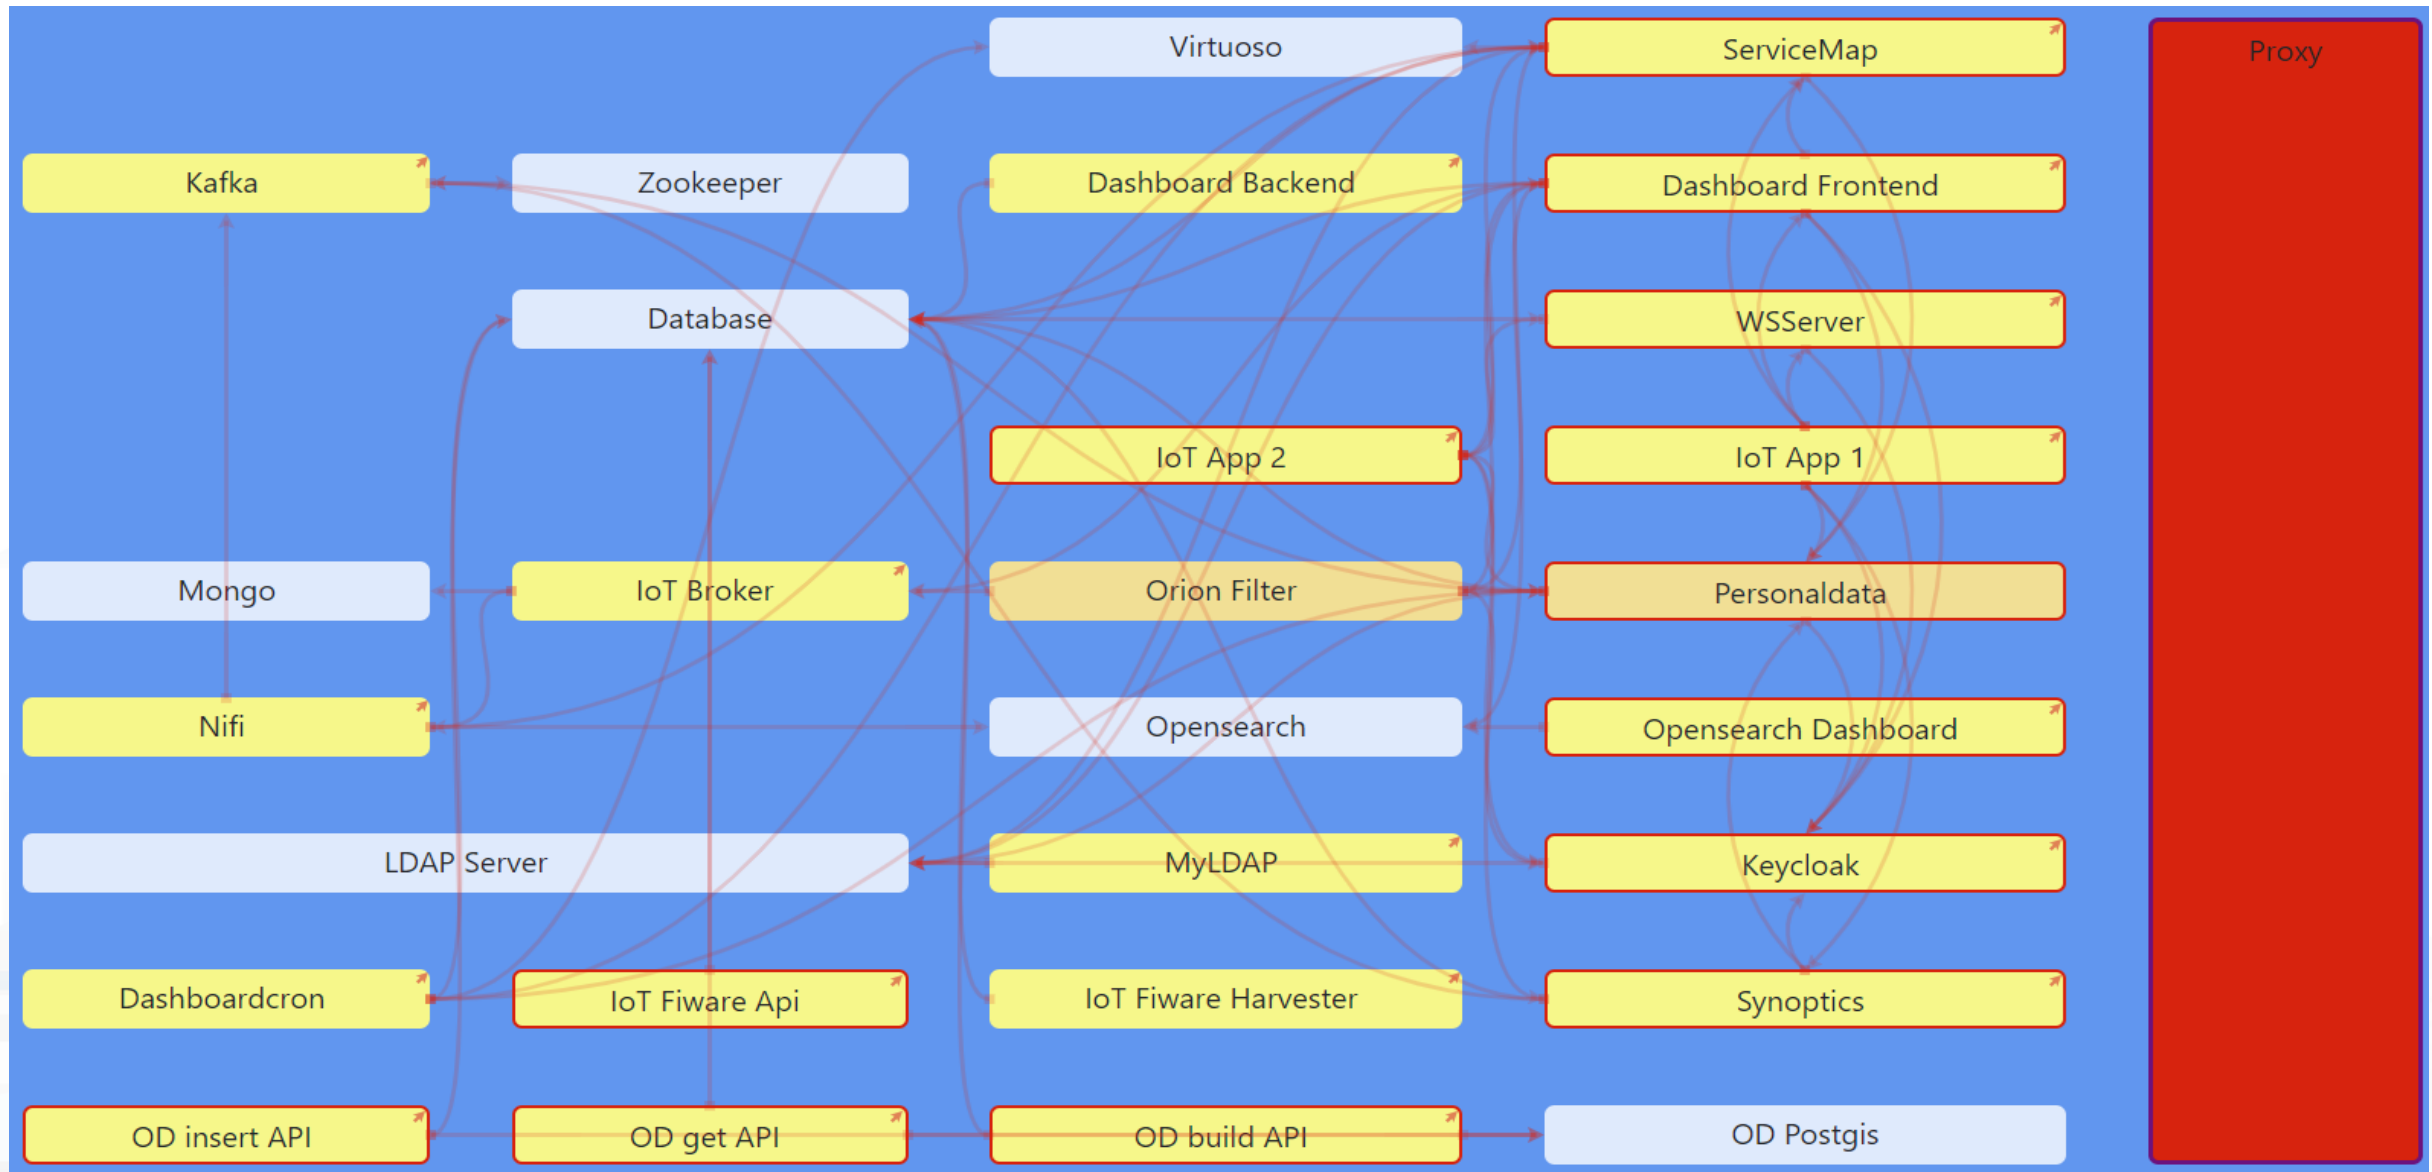 Virtuoso
ServiceMap
Proxy
Kafka
Zookeeper
Dashboard Backend
Dashboard Frontend
Database
WSServer
IoT App 2
IoT App 1
Mongo
IoT Broker
Orion Filter
Personaldata
Nifi
Opensearch
Opensearch Dashboard
LDAP Server
MyLDAP
Keycloak
Dashboardcron
IoT Fiware Api
IoT Fiware Harvester
Synoptics
OD insert API
OD get API
OD build API
OD Postgis